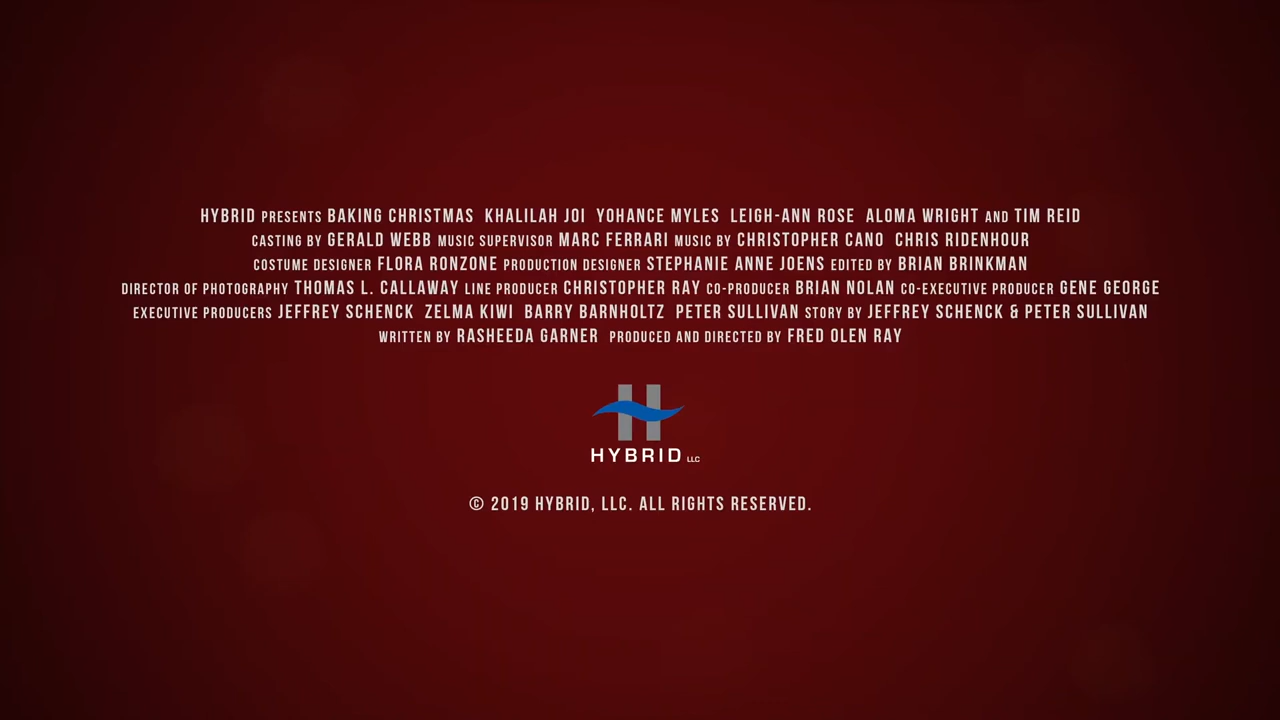 HYBRID PRESENTS BAKING CHRISTMAS KHALILAH JOI YOHANCE MYLES LEIGH-ANN ROSE ALOMA WRIGHT AND TIM REID
CASTING BY GERALD WEBB MUSIC SUPERVISOR MARC FERRARI MUSIC BY CHRISTOPHER CANO CHRIS RIDENHOUR
COSTUME DESIGNER FLORA RONZONE PRODUCTION DESIGNER STEPHANIE ANNE JOENS EDITED BY BRIAN BRINKMAN
DIRECTOR OF PHOTOGRAPHY THOMAS L. CALLAWAY LINE PRODUCER CHRISTOPHER RAY CO-PRODUCER BRIAN NOLAN CO-EXECUTIVE PRODUCER GENE GEORGE
EXECUTIVE PRODUCERS JEFFREY SCHENCK ZELMA KIWI BARRY BARNHOLTZ PETER SULLIVAN STORY BY JEFFREY SCHENCK & PETER SULLIVAN
WRITTEN BY RASHEEDA GARNER PRODUCED AND DIRECTED BY FRED OLEN RAY
H
HYBRID LLC
© 2019 HYBRID, LLC. ALL RIGHTS RESERVED.